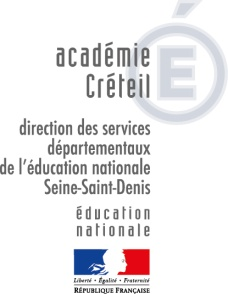 académie
Créteil
É
direction des services
départementaux
de l'éducation nationale
Seine-Saint-Denis
éducation
nationale
Liberté • Égalité • Fraternité
RÉPUBLIQUE FRANÇAISE